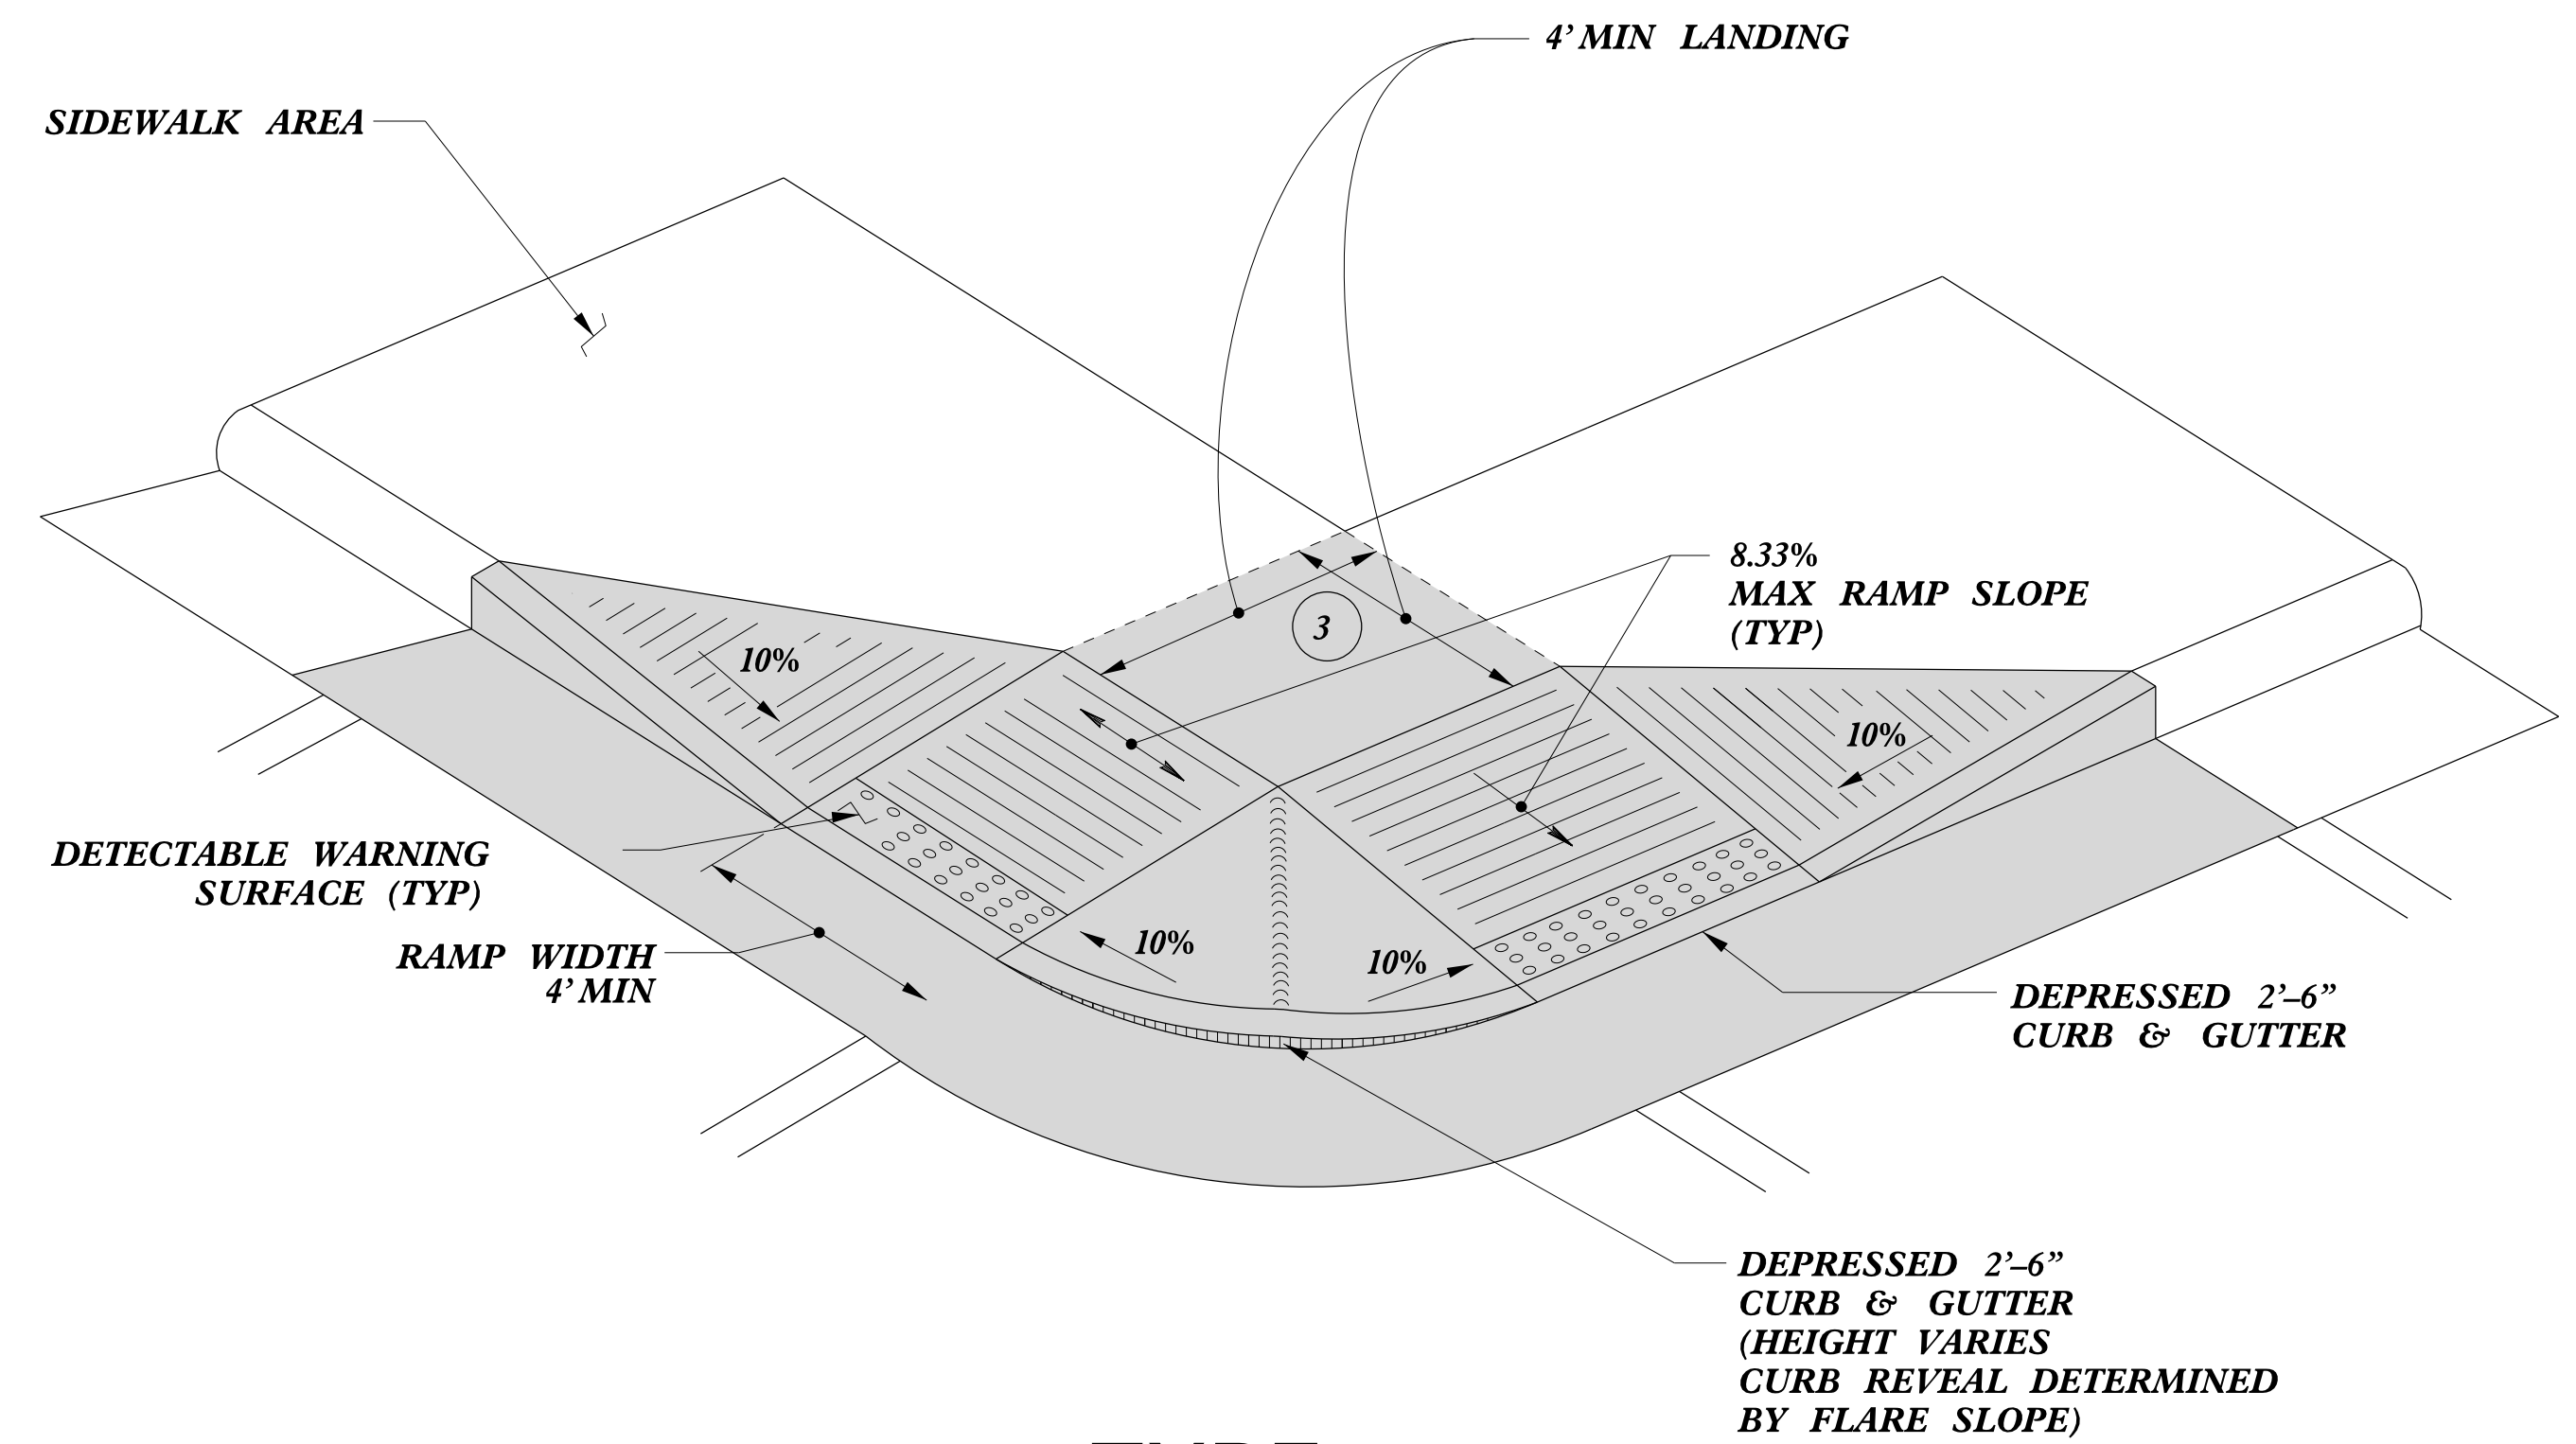 4’ MIN LANDING
SIDEWALK AREA
8.33%
MAX RAMP SLOPE
(TYP)
3
10%
10%
DETECTABLE WARNING
SURFACE (TYP)
RAMP WIDTH
4’ MIN
10%
10%
DEPRESSED 2’–6”
CURB & GUTTER
DEPRESSED 2’–6”
CURB & GUTTER
(HEIGHT VARIES
CURB REVEAL DETERMINED
BY FLARE SLOPE)